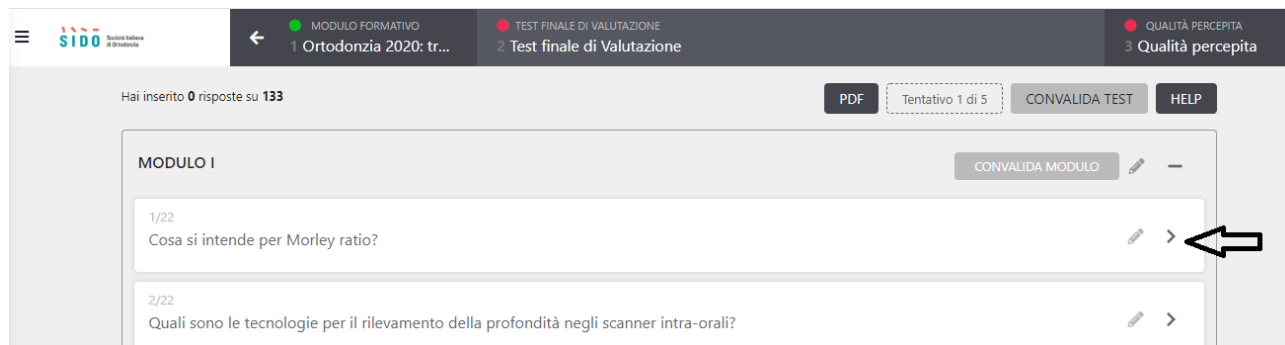 SIDO Società Italiana di Ortodonzia
MODULO FORMATIVO
1 Ortodonzia 2020: tr...
TEST FINALE DI VALUTAZIONE
2 Test finale di Valutazione
QUALITÀ PERCEPITA
3 Qualità percepita
Hai inserito 0 risposte su 133
PDF
Tentativo 1 di 5
CONVALIDA TEST
HELP
MODULO I
CONVALIDA MODULO
1/22
Cosa si intende per Morley ratio?
2/22
Quali sono le tecnologie per il rilevamento della profondità negli scanner intra-orali?